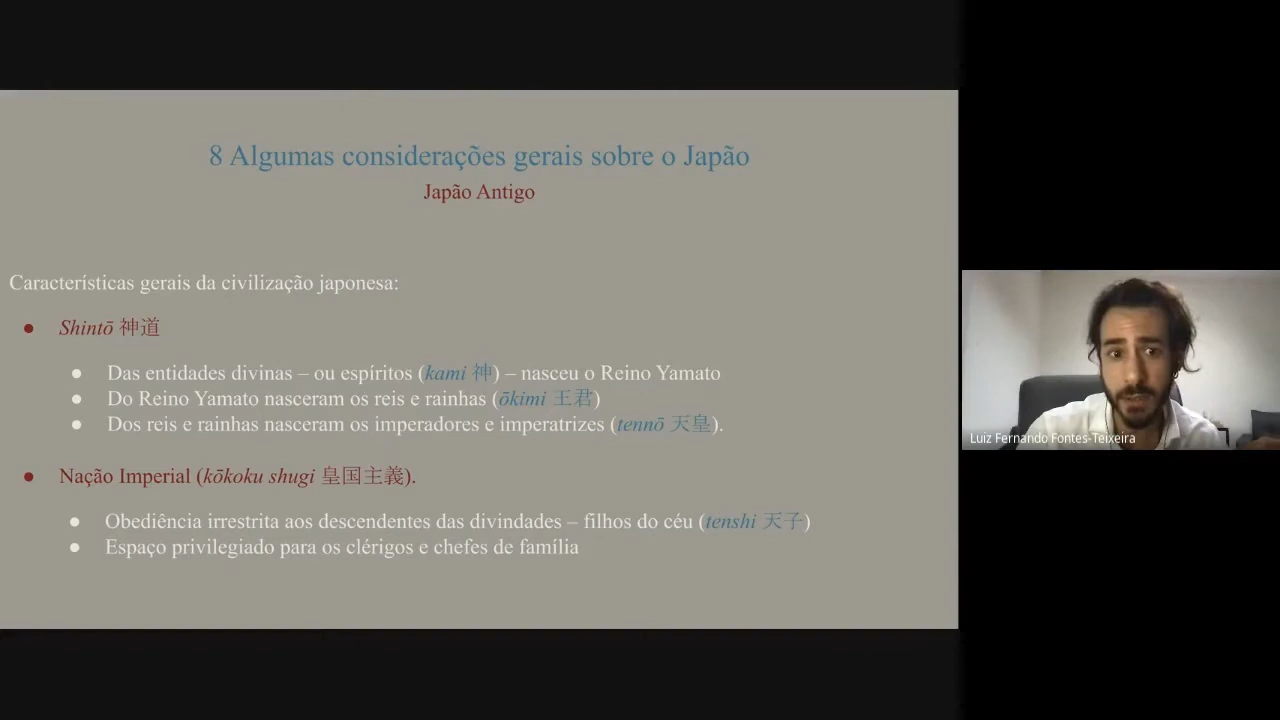 8 Algumas considerações gerais sobre o Japão
Japão Antigo
Características gerais da civilização japonesa:
● Shintō 神道
● Das entidades divinas – ou espíritos (kami 神) – nasceu o Reino Yamato
● Do Reino Yamato nasceram os reis e rainhas (ōkimi 王君)
● Dos reis e rainhas nasceram os imperadores e imperatrizes (tennō 天皇).
● Nação Imperial (kōkoku shugi 皇国主義).
● Obediência irrestrita aos descendentes das divindades – filhos do céu (tenshi 天子)
● Espaço privilegiado para os clérigos e chefes de família
Luiz Fernando Fontes-Teixeira